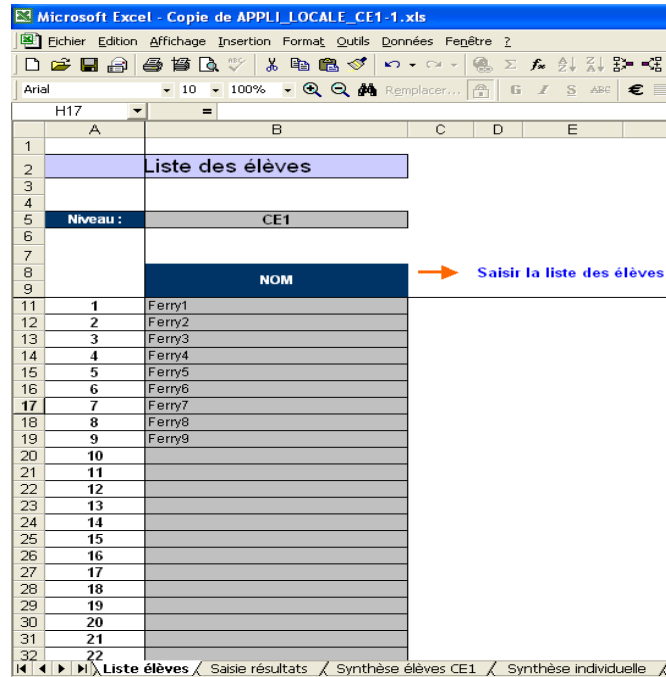 Microsoft Excel - Copie de APPLI_LOCALE_CE1-1.xls
Fichier Edition Affichage Insertion Format Outils Données Fenêtre ?
Arial 10 100% Remplacer... G I S ABC €
H17 =
A B C D E
1
2 Liste des élèves
3
4
5 Niveau : CE1
6
7
8 NOM Saisir la liste des élèves
9
11 1 Ferry1
12 2 Ferry2
13 3 Ferry3
14 4 Ferry4
15 5 Ferry5
16 6 Ferry6
17 7 Ferry7
18 8 Ferry8
19 9 Ferry9
20 10
21 11
22 12
23 13
24 14
25 15
26 16
27 17
28 18
29 19
30 20
31 21
32 22
Liste élèves Saisie résultats Synthèse élèves CE1 Synthèse individuelle